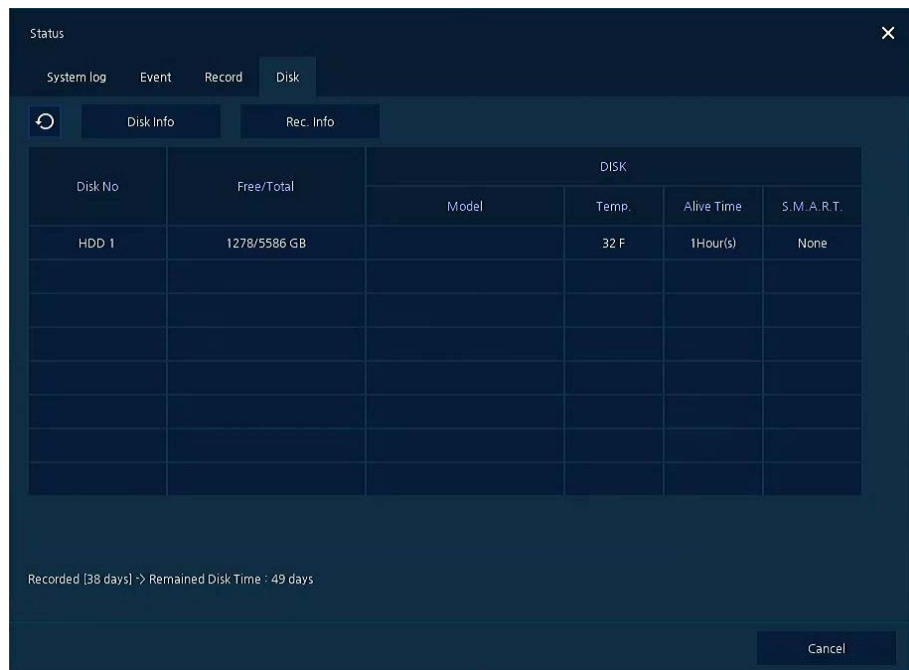 Status
System log Event Record Disk
Disk Info Rec. Info
Disk No Free/Total DISK
Model Temp. Alive Time S.M.A.R.T.
HDD 1 1278/5586 GB 32 F 1Hour(s) None
Recorded [38 days] -> Remained Disk Time : 49 days
Cancel